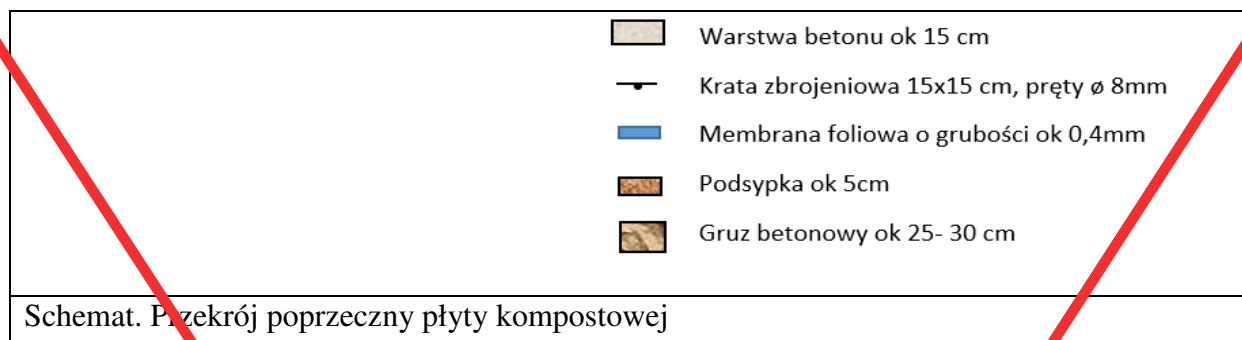 Warstwa betonu ok 15 cm
Krata zbrojeniowa 15x15 cm, pręty ø 8mm
Membrana foliowa o grubości ok 0,4mm
Podsypka ok 5cm
Gruz betonowy ok 25- 30 cm
Schemat. Przekrój poprzeczny płyty kompostowej